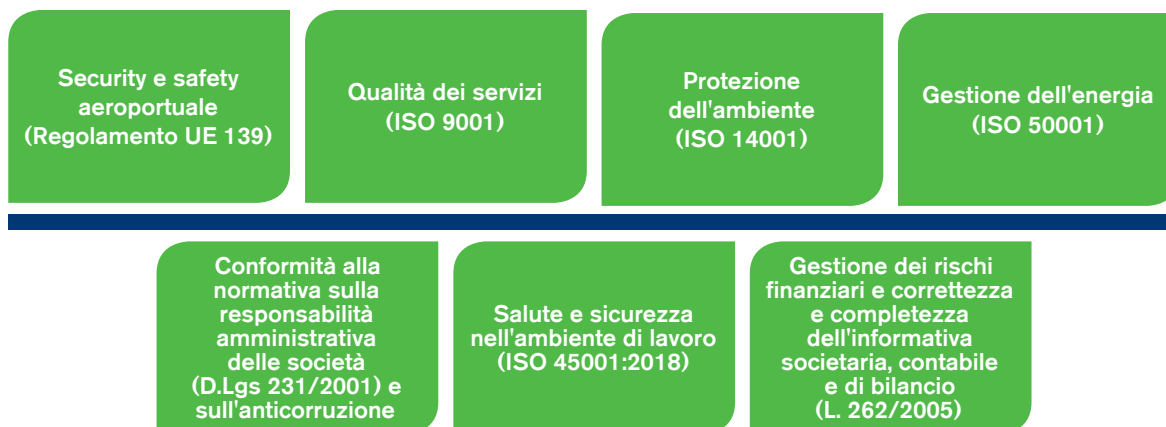 Security e safety
aeroportuale
(Regolamento UE 139)
Qualità dei servizi
(ISO 9001)
Protezione
dell'ambiente
(ISO 14001)
Gestione dell'energia
(ISO 50001)
Conformità alla
normativa sulla
responsabilità
amministrativa
delle società
(D.Lgs 231/2001) e
sull'anticorruzione
Salute e sicurezza
nell'ambiente di lavoro
(ISO 45001:2018)
Gestione dei rischi
finanziari e correttezza
e completezza
dell'informativa
societaria, contabile
e di bilancio
(L. 262/2005)